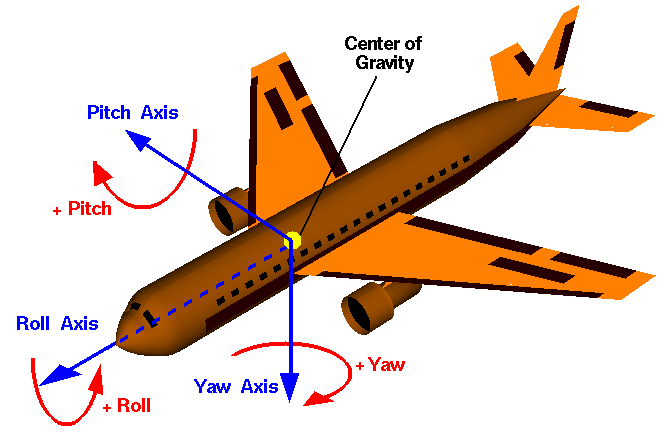 Center of
Gravity
Pitch Axis
+ Pitch
Roll Axis
+ Roll
Yaw Axis
+ Yaw